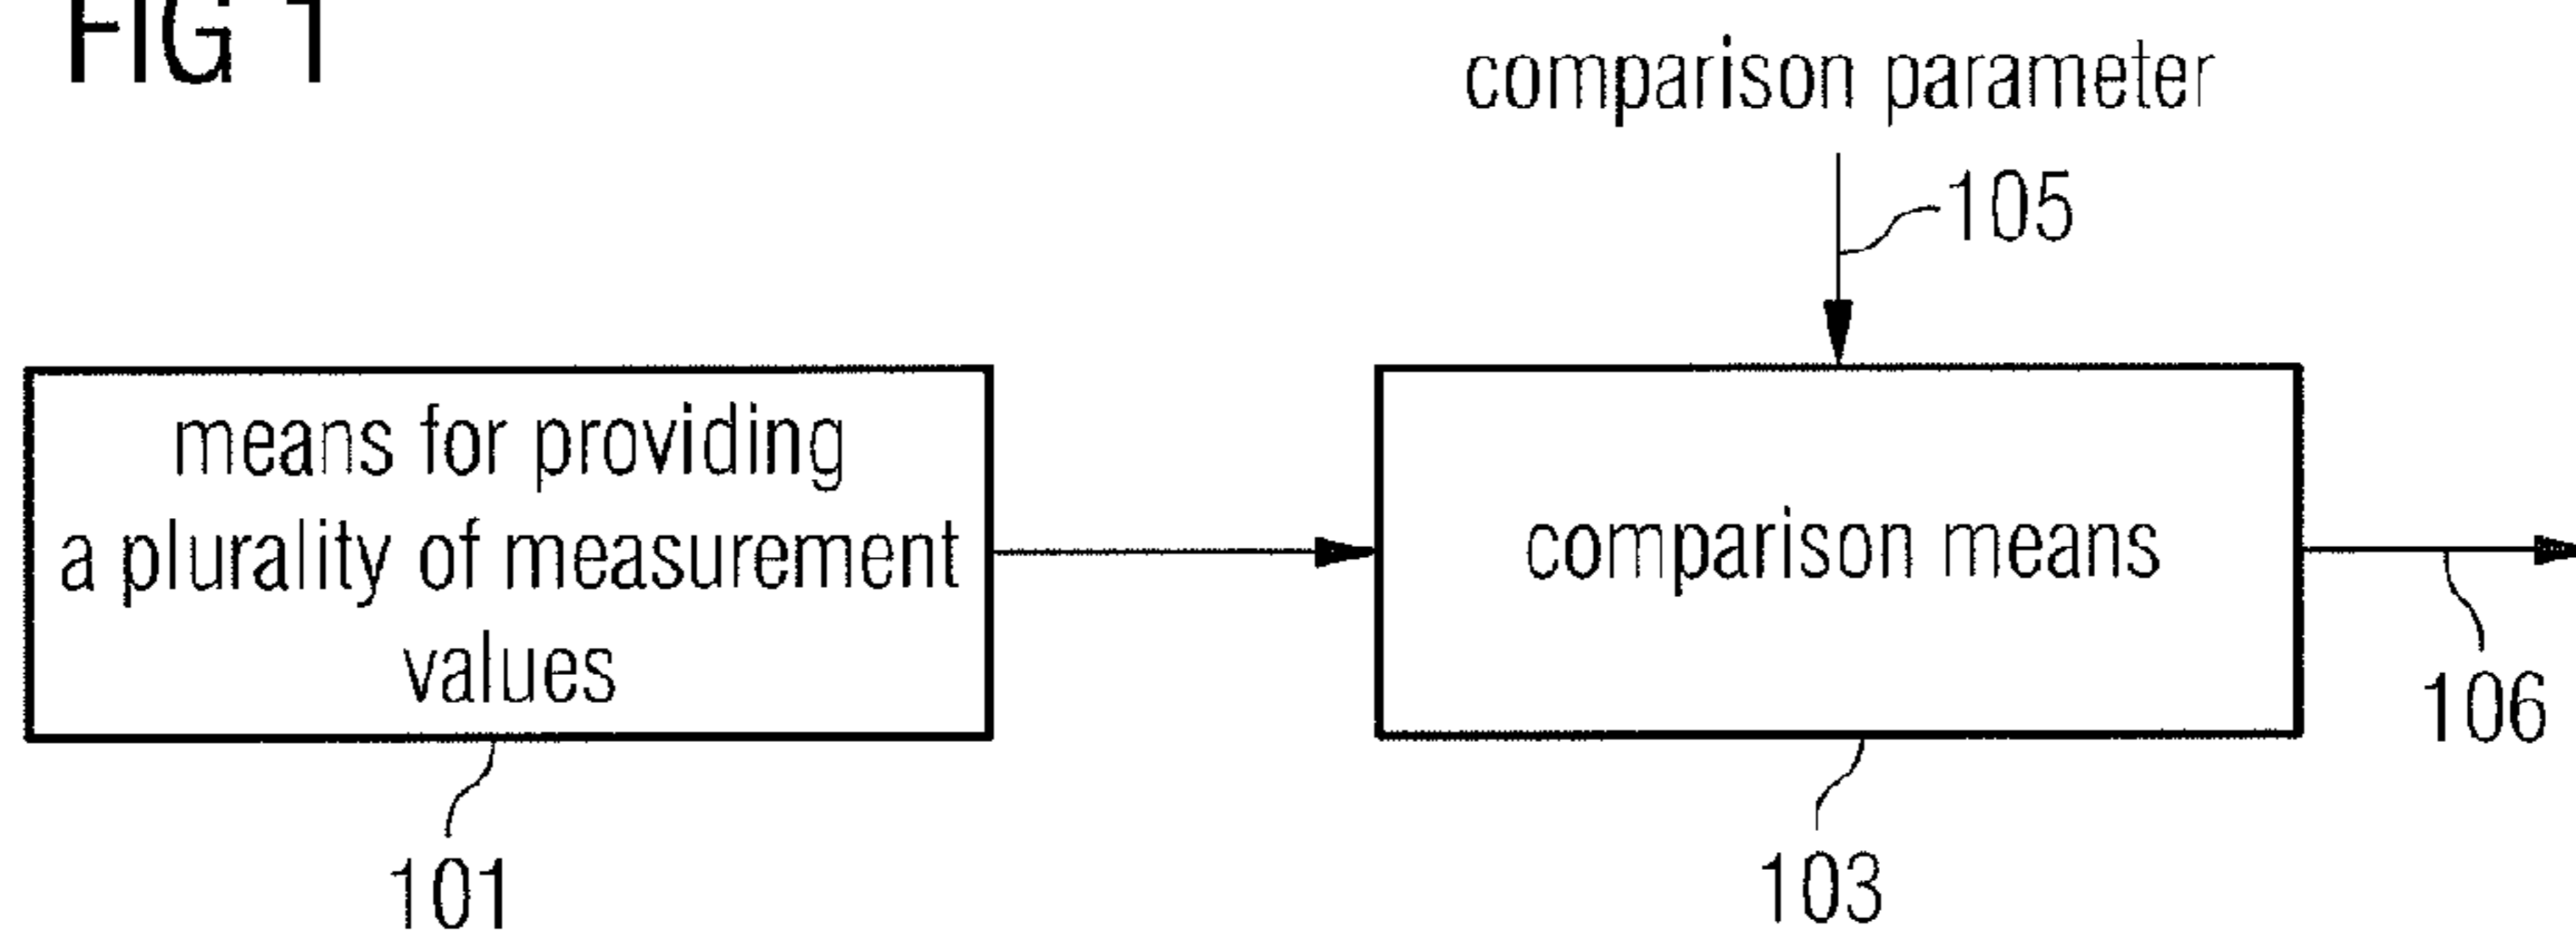 FIG 1
comparison parameter
105
means for providing
a plurality of measurement
values
comparison means
106
101
103